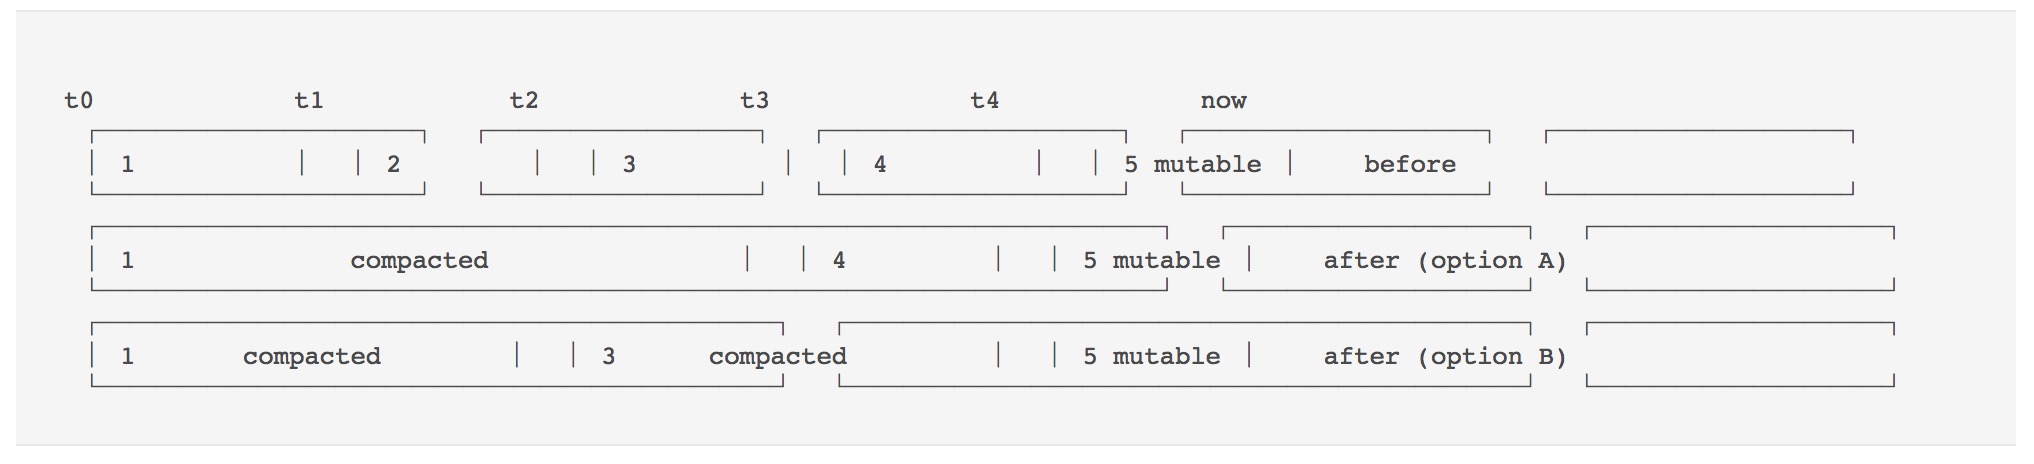 t0 t1 t2 t3 t4 now
┌ ┐ ┌ ┐ ┌ ┐ ┌ ┐ ┌ ┐
│ 1 │ │ 2 │ │ 3 │ │ 4 │ │ 5 mutable │ before
└ ┘ └ ┘ └ ┘ └ ┘ └ ┘
┌ ┐ ┌ ┐ ┌ ┐
│ 1 compacted │ │ 4 │ │ 5 mutable │ after (option A)
└ ┘ └ ┘ └ ┘
┌ ┐ ┌ ┐ ┌ ┐
│ 1 compacted │ │ 3 compacted │ │ 5 mutable │ after (option B)
└ ┘ └ ┘ └ ┘